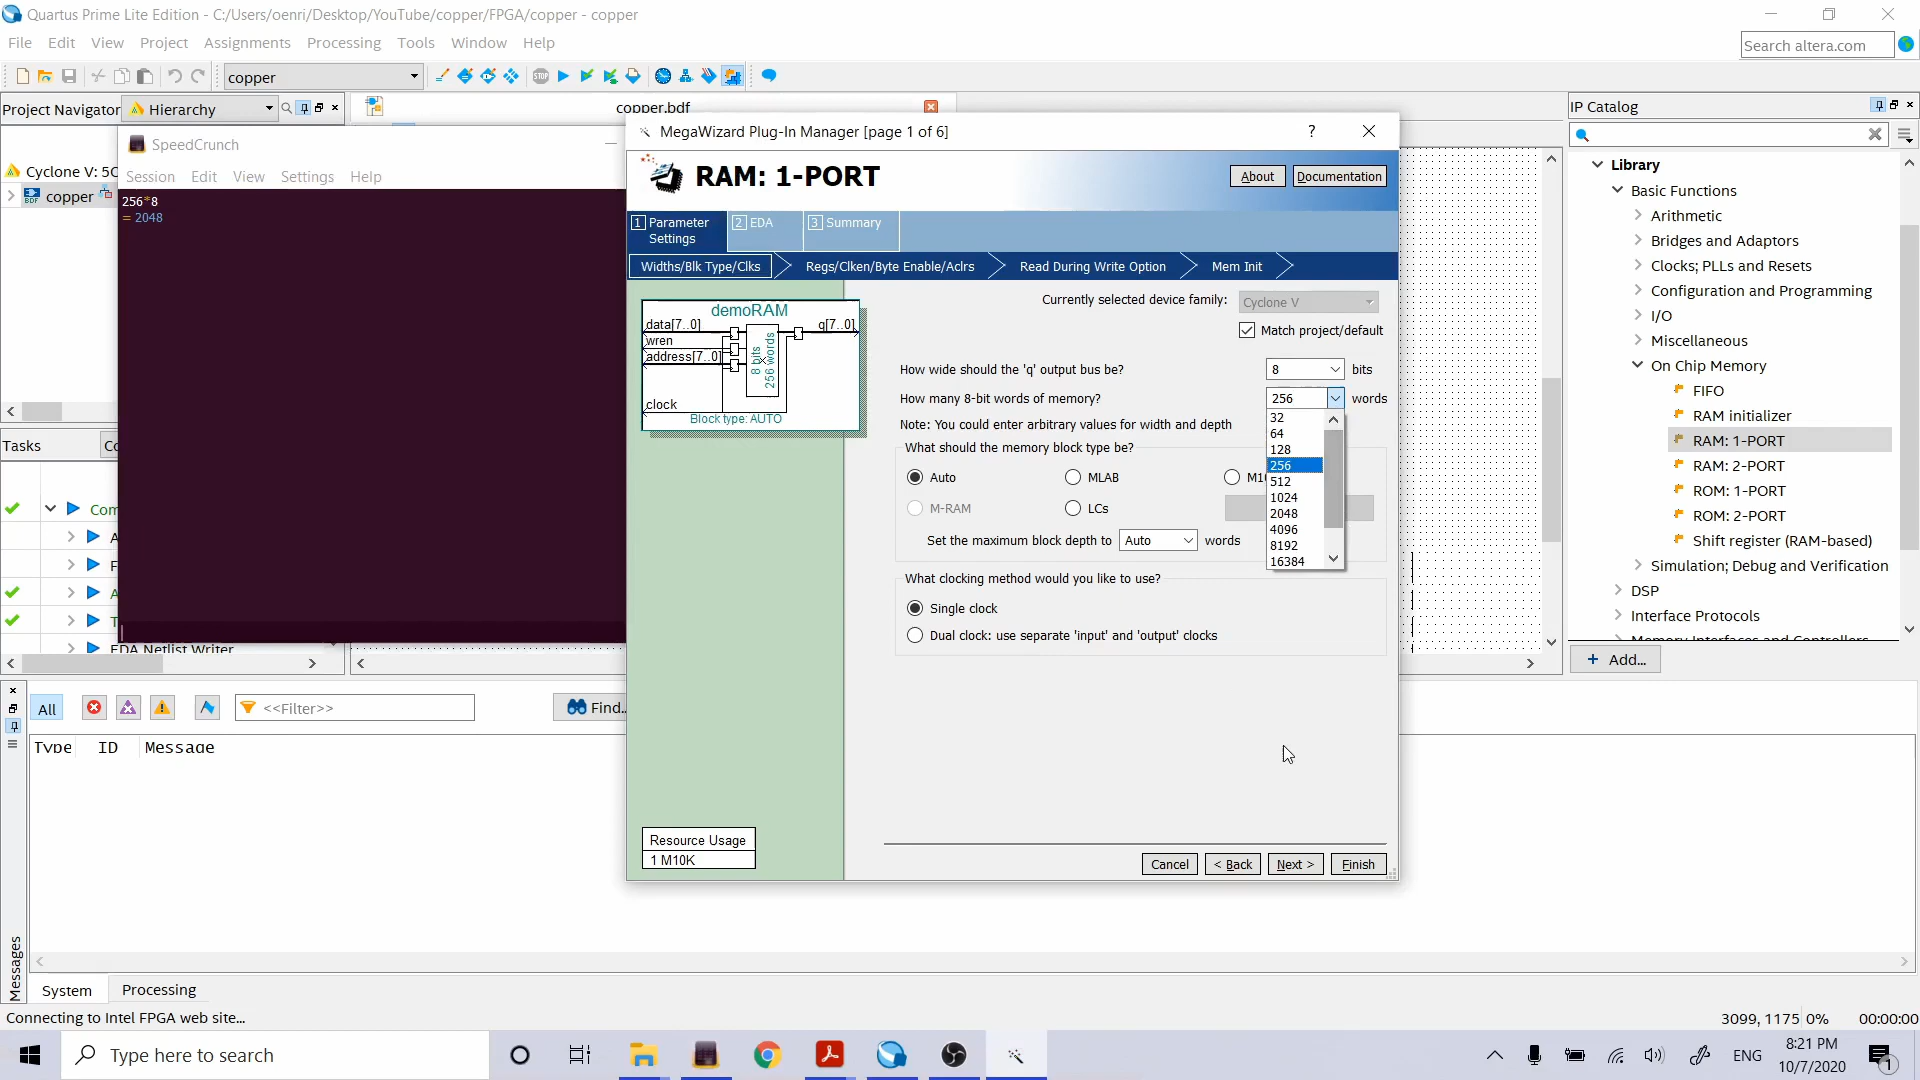 Quartus Prime Lite Edition - C:/Users/oenri/Desktop/YouTube/copper/FPGA/copper - copper
File Edit View Project Assignments Processing Tools Window Help
Search altera.com
copper
Project Navigator Hierarchy
copper.bdf
IP Catalog
Cyclone V: 5C
copper
SpeedCrunch
Session Edit View Settings Help
256*8
= 2048
MegaWizard Plug-In Manager [page 1 of 6]
RAM: 1-PORT
About Documentation
1 Parameter Settings
2 EDA
3 Summary
Widths/Blk Type/Clks Regs/Clken/Byte Enable/Aclrs Read During Write Option Mem Init
demoRAM
data[7..0]
q[7..0]
wren
address[7..0]
8 bits
256 words
clock
Block type: AUTO
Currently selected device family: Cyclone V
Match project/default
How wide should the 'q' output bus be? 8 bits
How many 8-bit words of memory? 256 words
Note: You could enter arbitrary values for width and depth
32
64
128
256
512
1024
2048
4096
8192
16384
What should the memory block type be?
Auto MLAB M1
M-RAM LCs
Set the maximum block depth to Auto words
What clocking method would you like to use?
Single clock
Dual clock: use separate 'input' and 'output' clocks
Resource Usage
1 M10K
Cancel < Back Next > Finish
Library
Basic Functions
Arithmetic
Bridges and Adaptors
Clocks; PLLs and Resets
Configuration and Programming
I/O
Miscellaneous
On Chip Memory
FIFO
RAM initializer
RAM: 1-PORT
RAM: 2-PORT
ROM: 1-PORT
ROM: 2-PORT
Shift register (RAM-based)
Simulation; Debug and Verification
DSP
Interface Protocols
Memory Interfaces and Controllers
+ Add...
Tasks Co
Com
A
F
A
T
EDA Netlist Writer
All <<Filter>> Find..
Type ID Message
Messages
System Processing
Connecting to Intel FPGA web site...
3099, 1175 0% 00:00:00
Type here to search
ENG
8:21 PM
10/7/2020
1